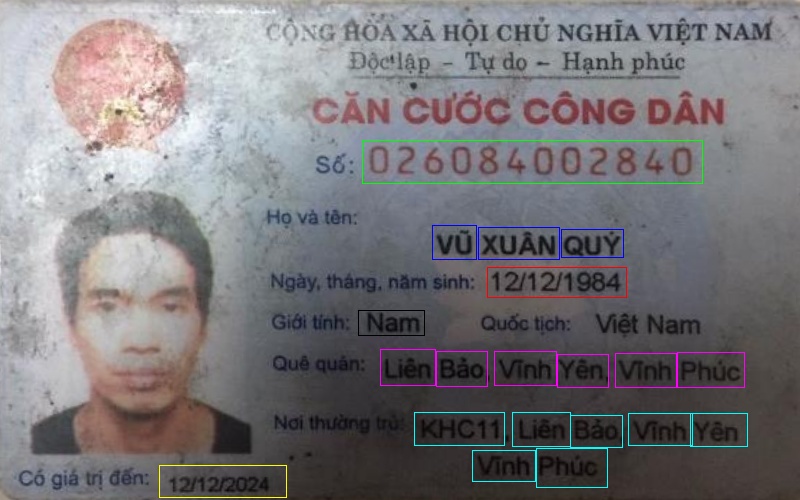 CỘNG HÒA XÃ HỘI CHỦ NGHĨA VIỆT NAM
Độc lập - Tự do - Hạnh phúc
CĂN CƯỚC CÔNG DÂN
Số: 026084002840
Họ và tên:
VŨ XUÂN QUÝ
Ngày, tháng, năm sinh: 12/12/1984
Giới tính: Nam Quốc tịch: Việt Nam
Quê quán: Liên Bảo, Vĩnh Yên, Vĩnh Phúc
Nơi thường trú: KHC11, Liên Bảo, Vĩnh Yên
Vĩnh Phúc
Có giá trị đến: 12/12/2024